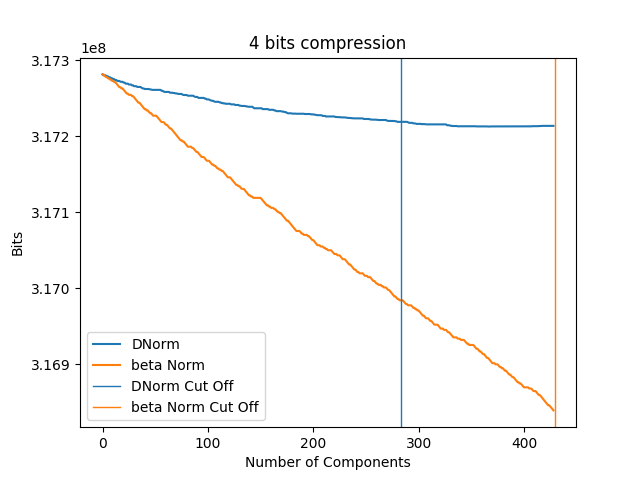 4 bits compression
1e8
3.173
3.172
3.171
3.170
3.169
Bits
DNorm
beta Norm
DNorm Cut Off
beta Norm Cut Off
0 100 200 300 400
Number of Components